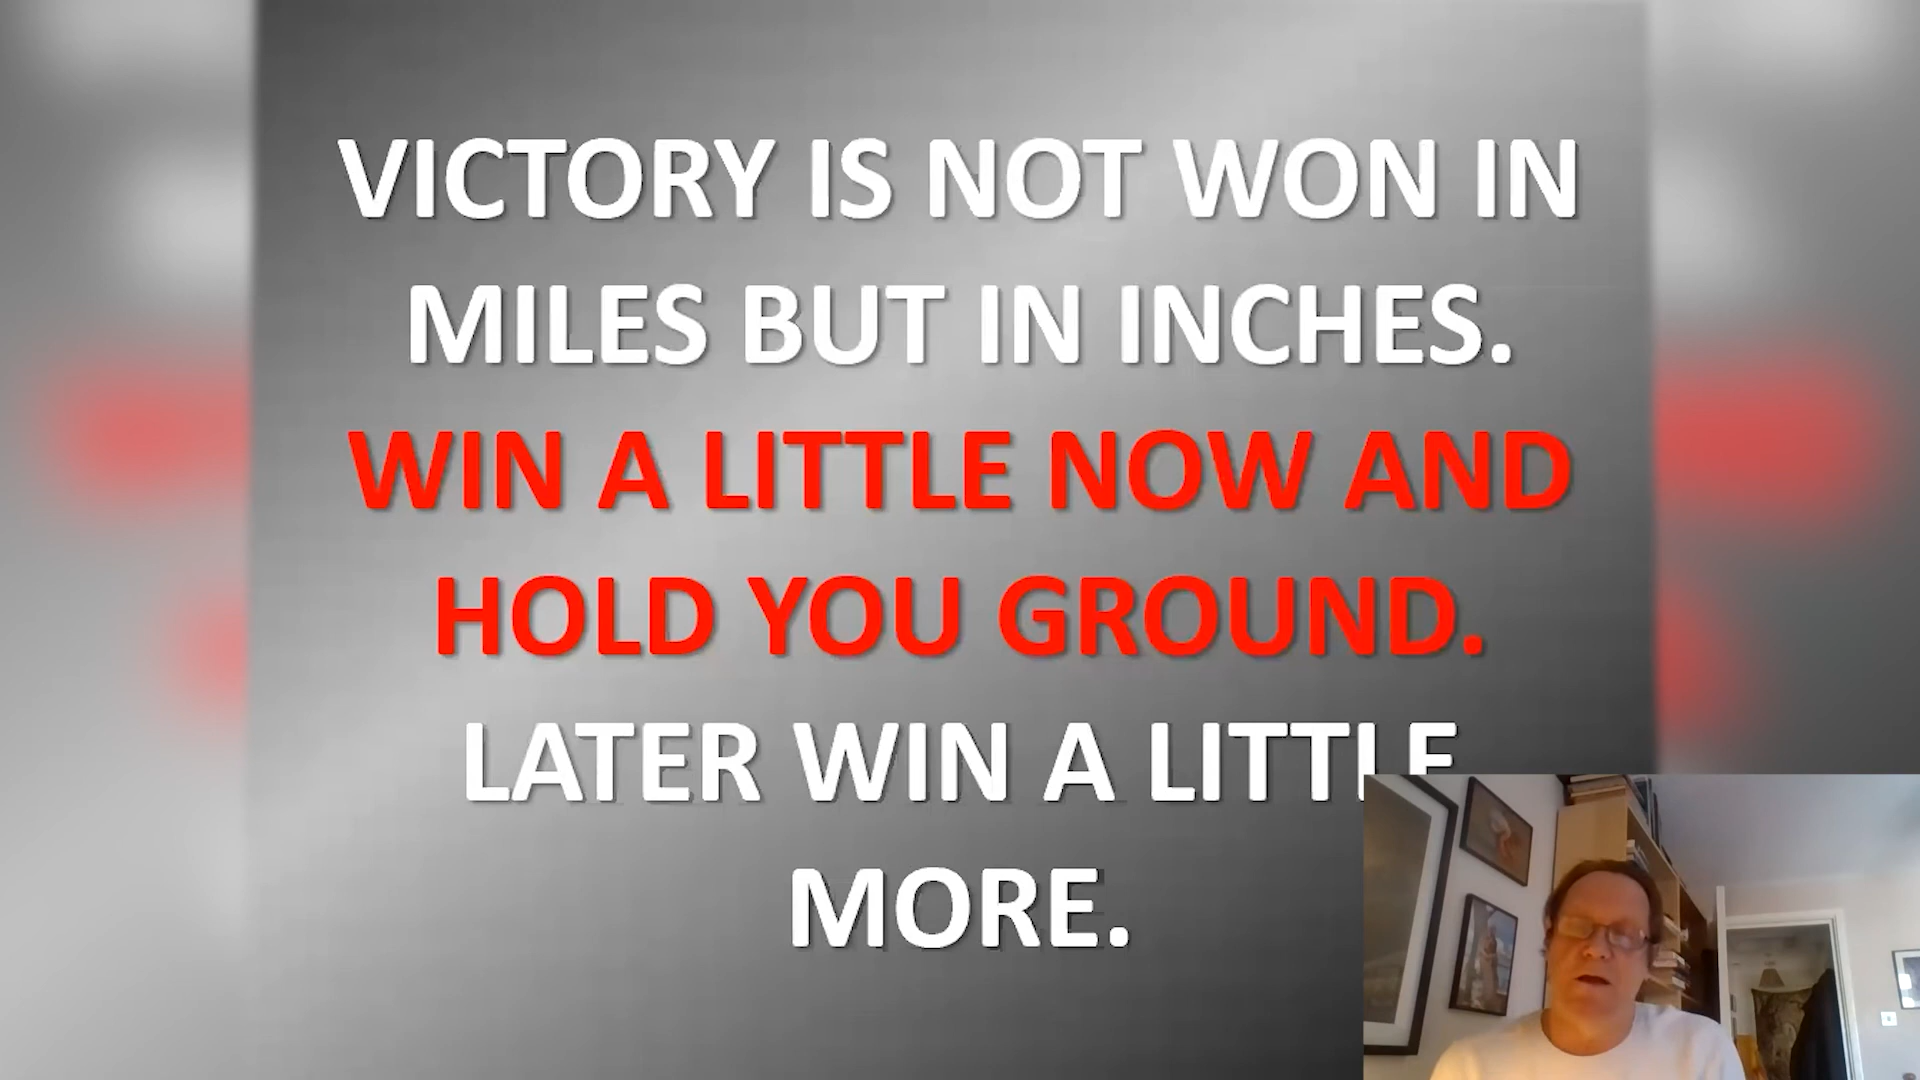 VICTORY IS NOT WON IN
MILES BUT IN INCHES.
WIN A LITTLE NOW AND
HOLD YOU GROUND.
LATER WIN A LITTLE
MORE.